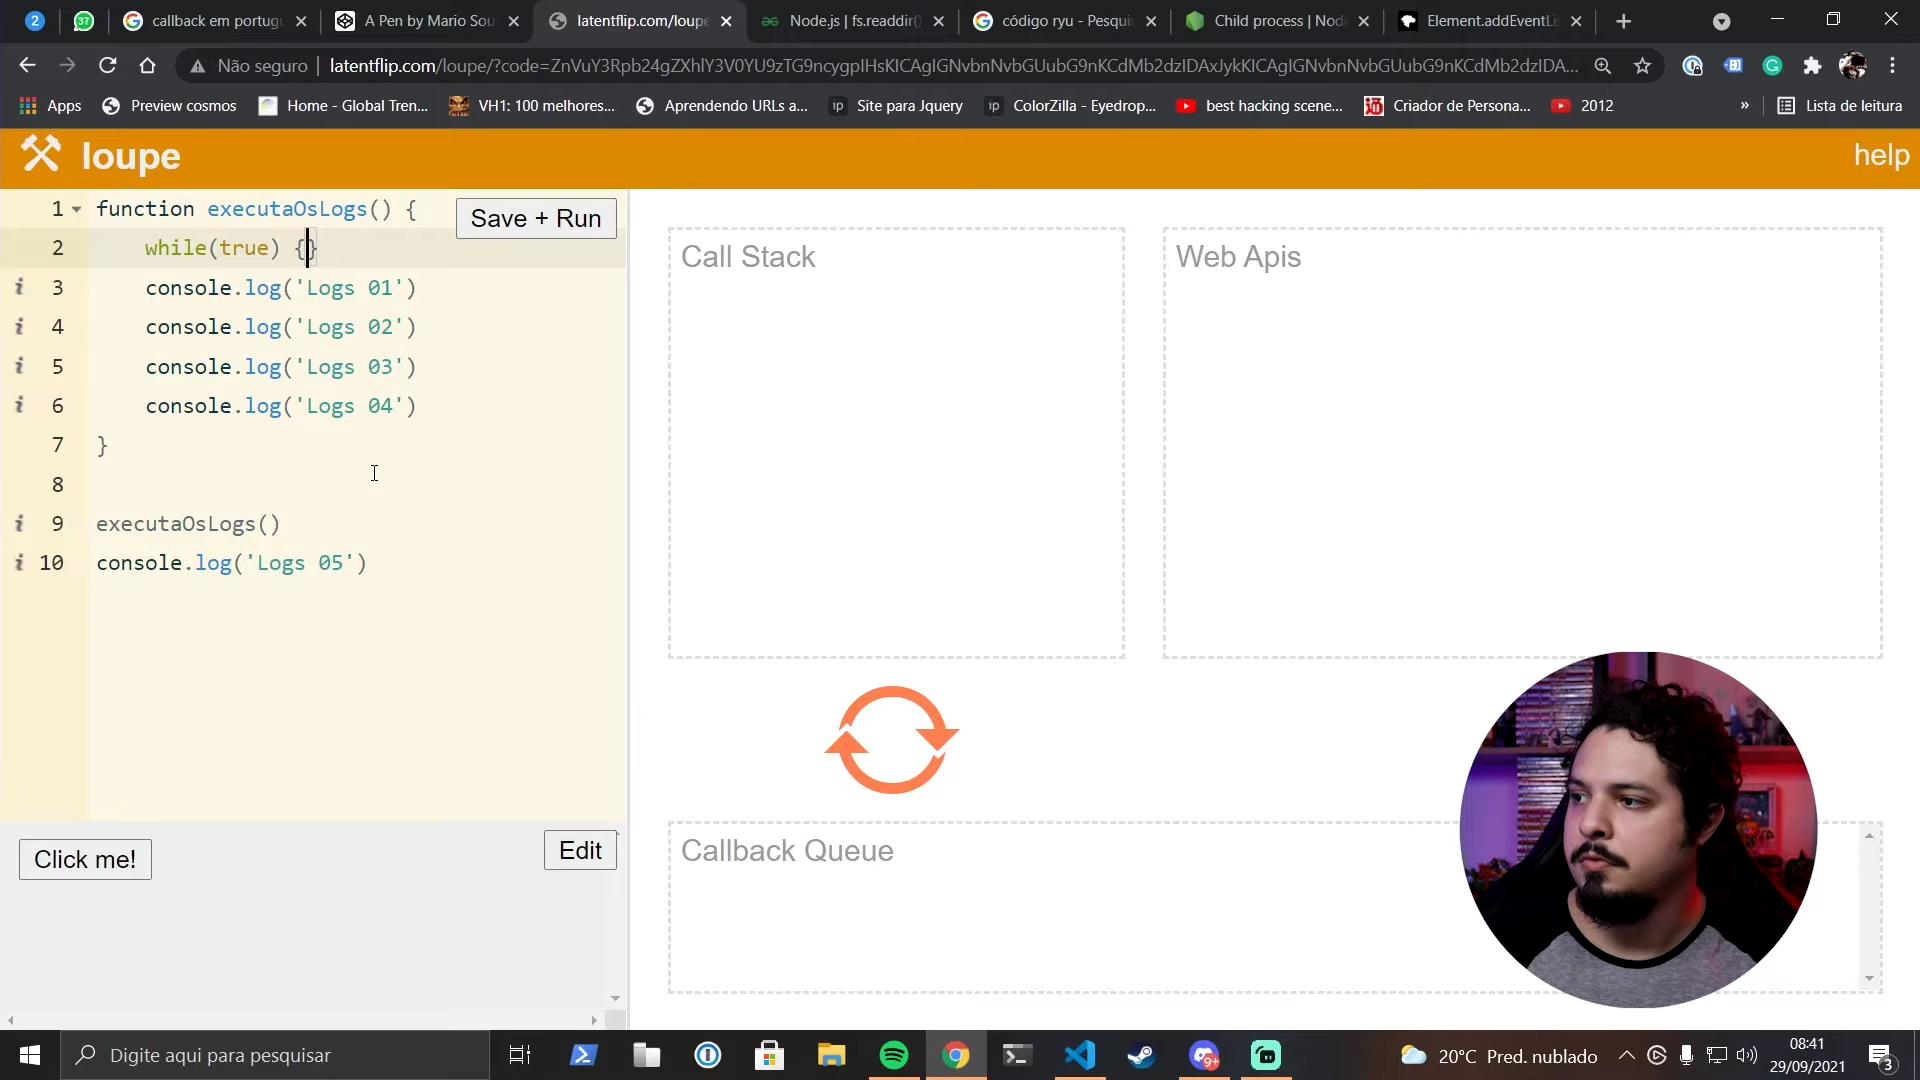 2
37
callback em portugu
A Pen by Mario Sou
latentflip.com/loupe
Node.js | fs.readdir()
código ryu - Pesqui
Child process | Nod
Element.addEventLi
Não seguro | latentflip.com/loupe/?code=ZnVuY3Rpb24gZXhlY3V0YU9zTG9ncygpIHsKICAgIGNvbnNvbGUubG9nKCdMb2dzIDAxJykKICAgIGNvbnNvbGUubG9nKCdMb2dzIDA...
Apps
Preview cosmos
Home - Global Tren...
VH1: 100 melhores...
Aprendendo URLs a...
ip Site para Jquery
ip ColorZilla - Eyedrop...
best hacking scene...
Criador de Persona...
2012
»
Lista de leitura
loupe
help
1 function executaOsLogs() {
Save + Run
2 while(true) {}
3 console.log('Logs 01')
4 console.log('Logs 02')
5 console.log('Logs 03')
6 console.log('Logs 04')
7 }
8
9 executaOsLogs()
10 console.log('Logs 05')
Call Stack
Web Apis
Click me!
Edit
Callback Queue
Digite aqui para pesquisar
9+
20°C Pred. nublado
08:41
29/09/2021
3